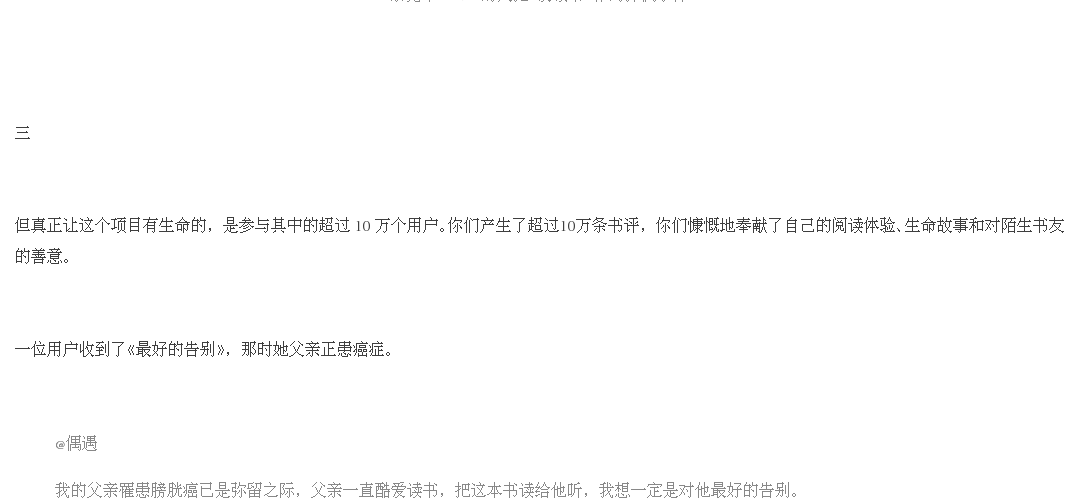 三
但真正让这个项目有生命的，是参与其中的超过 10 万个用户。你们产生了超过10万条书评，你们慷慨地奉献了自己的阅读体验、生命故事和对陌生书友
的善意。
一位用户收到了《最好的告别》，那时她父亲正患癌症。
@偶遇
我的父亲罹患膀胱癌已是弥留之际，父亲一直酷爱读书，把这本书读给他听，我想一定是对他最好的告别。